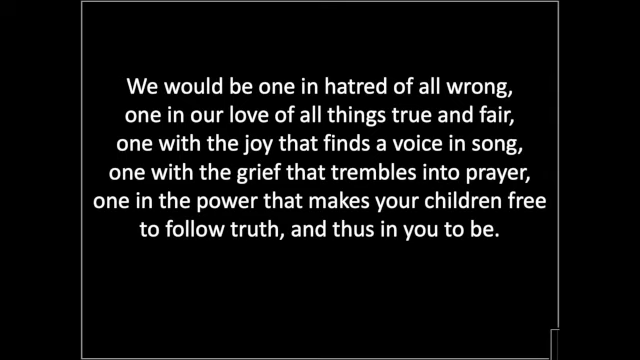 We would be one in hatred of all wrong,
one in our love of all things true and fair,
one with the joy that finds a voice in song,
one with the grief that trembles into prayer,
one in the power that makes your children free
to follow truth, and thus in you to be.